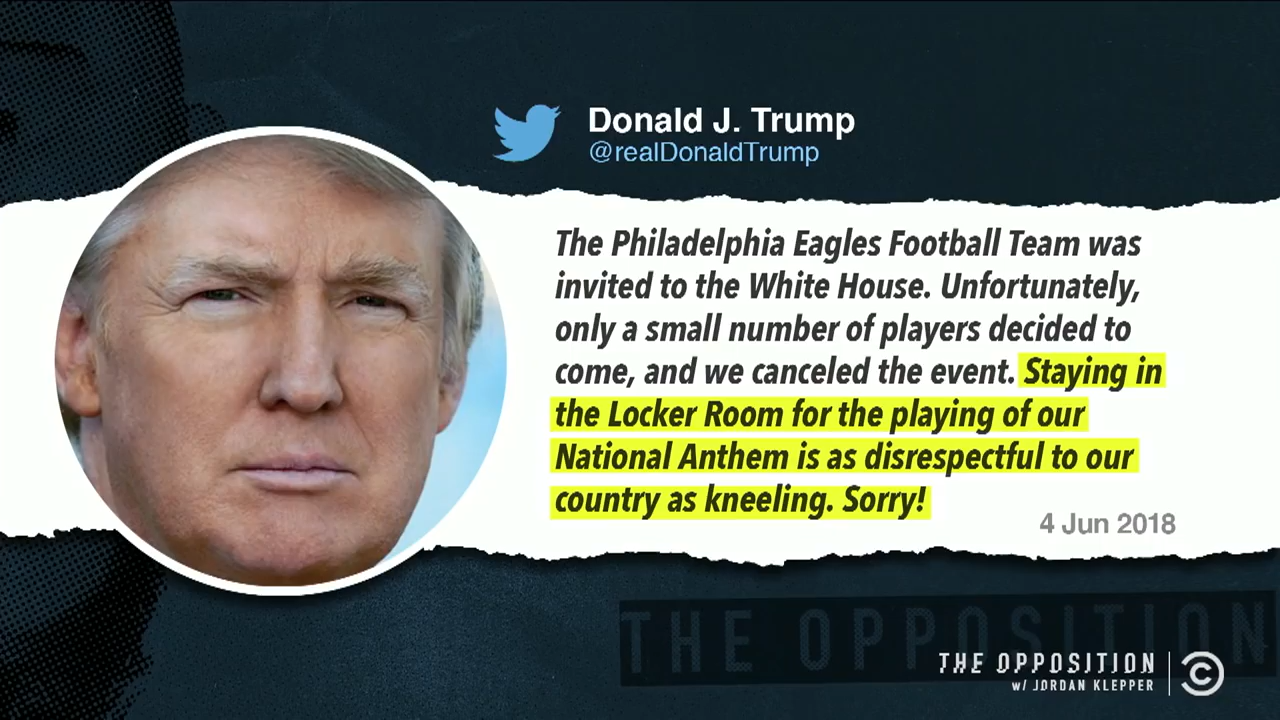 Donald J. Trump
@realDonaldTrump
The Philadelphia Eagles Football Team was
invited to the White House. Unfortunately,
only a small number of players decided to
come, and we canceled the event. Staying in
the Locker Room for the playing of our
National Anthem is as disrespectful to our
country as kneeling. Sorry!
4 Jun 2018
THE OPPOSITION
THE OPPOSITION
W/ JORDAN KLEPPER